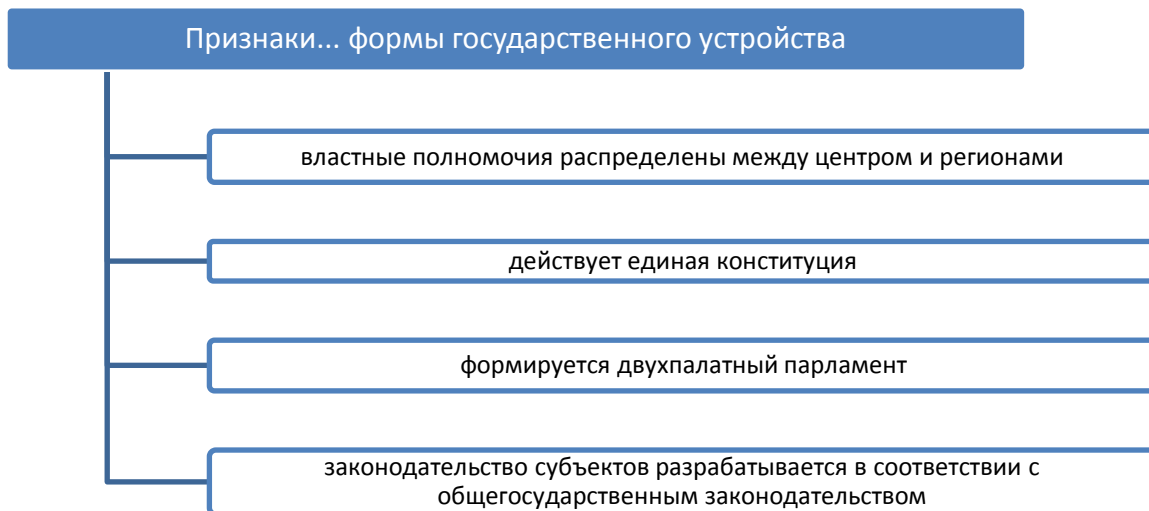 Признаки... формы государственного устройства
властные полномочия распределены между центром и регионами
действует единая конституция
формируется двухпалатный парламент
законодательство субъектов разрабатывается в соответствии с
общегосударственным законодательством